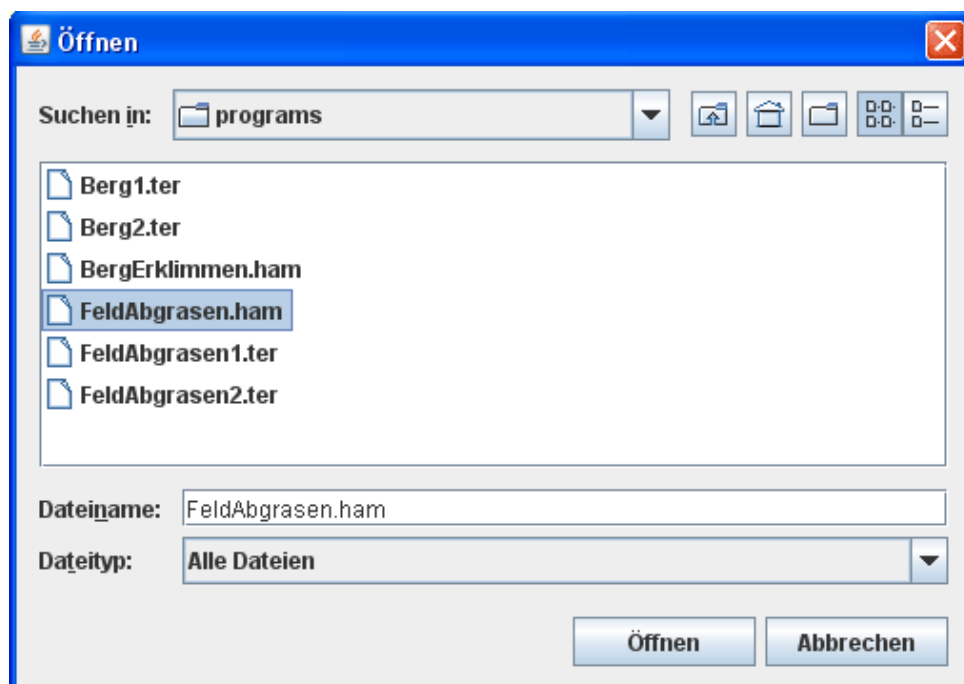 Öffnen
Suchen in: programs
Berg1.ter
Berg2.ter
BergErklimmen.ham
FeldAbgrasen.ham
FeldAbgrasen1.ter
FeldAbgrasen2.ter
Dateiname: FeldAbgrasen.ham
Dateityp: Alle Dateien
Öffnen Abbrechen